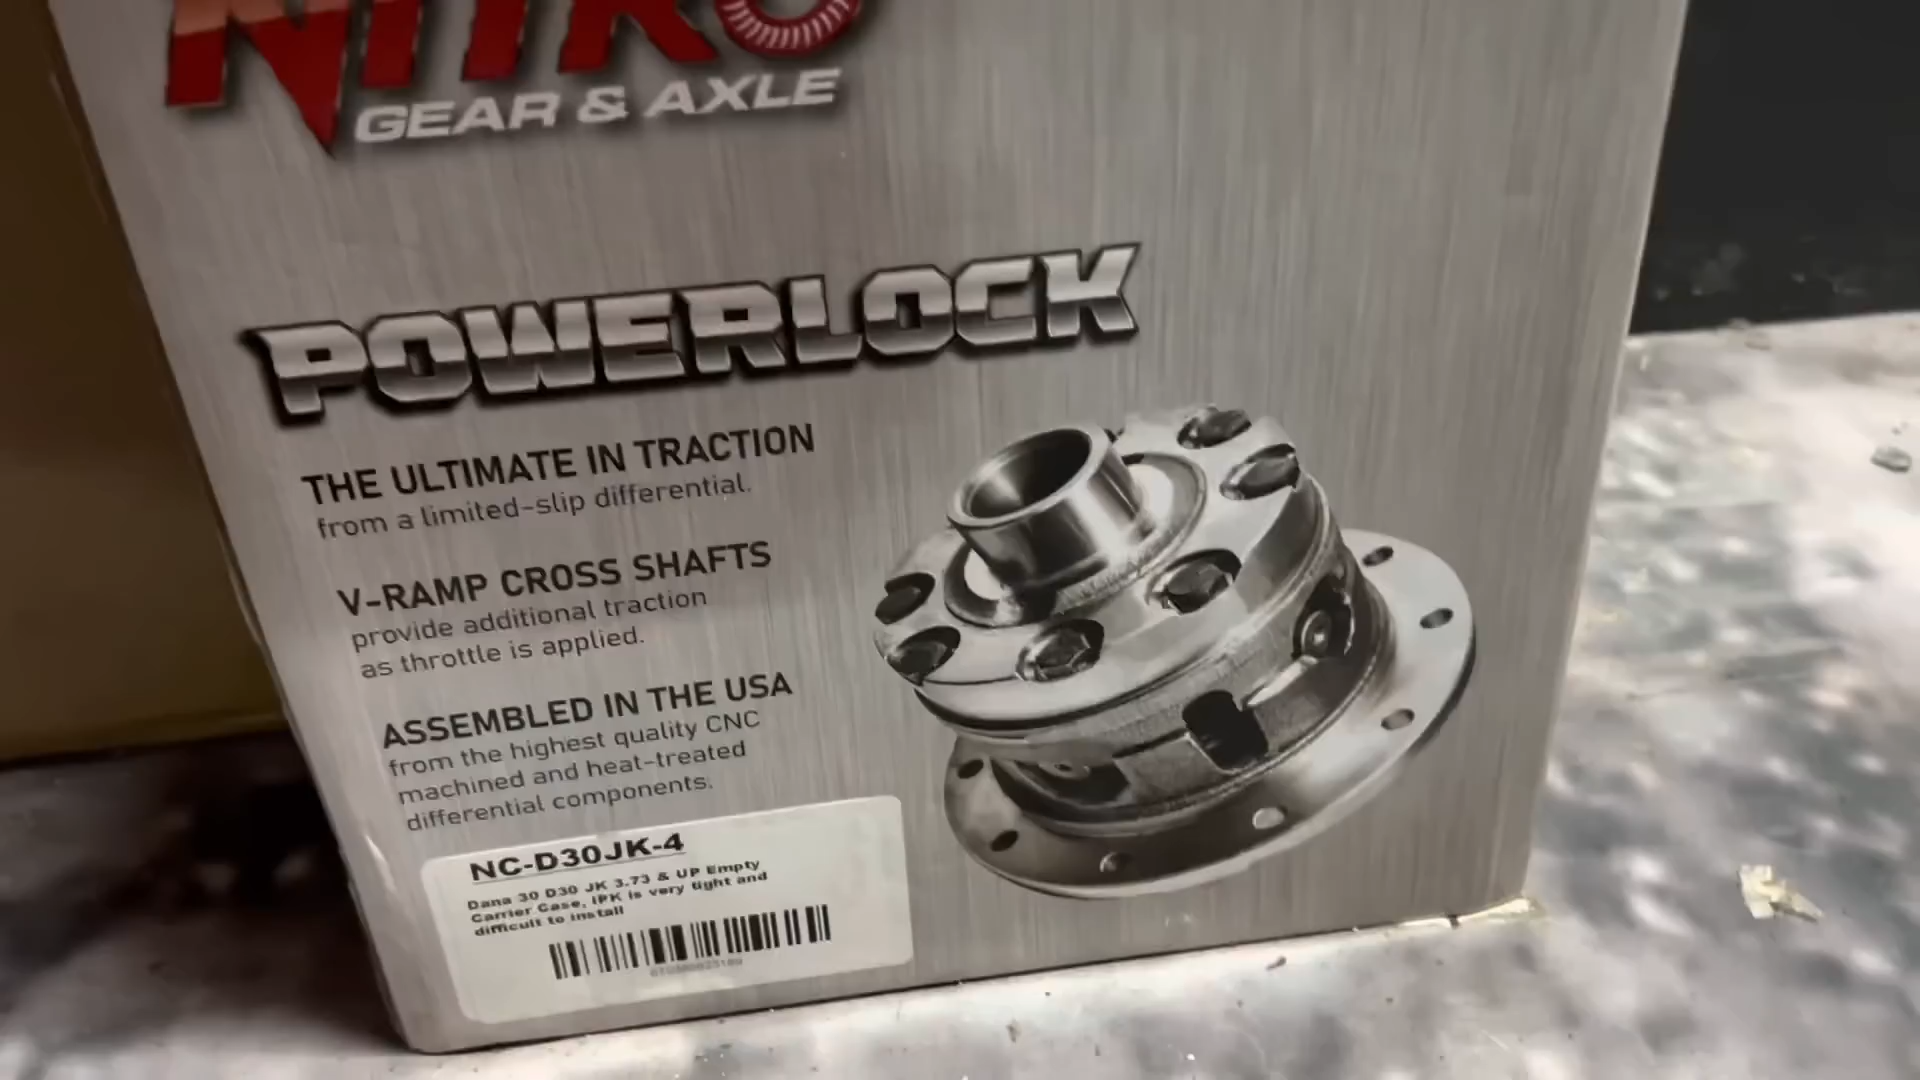 NITRO
GEAR & AXLE
POWERLOCK
THE ULTIMATE IN TRACTION
from a limited-slip differential.
V-RAMP CROSS SHAFTS
provide additional traction
as throttle is applied.
ASSEMBLED IN THE USA
from the highest quality CNC
machined and heat-treated
differential components.
NC-D30JK-4
Dana 30 D30 JK 3.73 & UP Empty
Carrier Case, IPK is very tight and
difficult to install